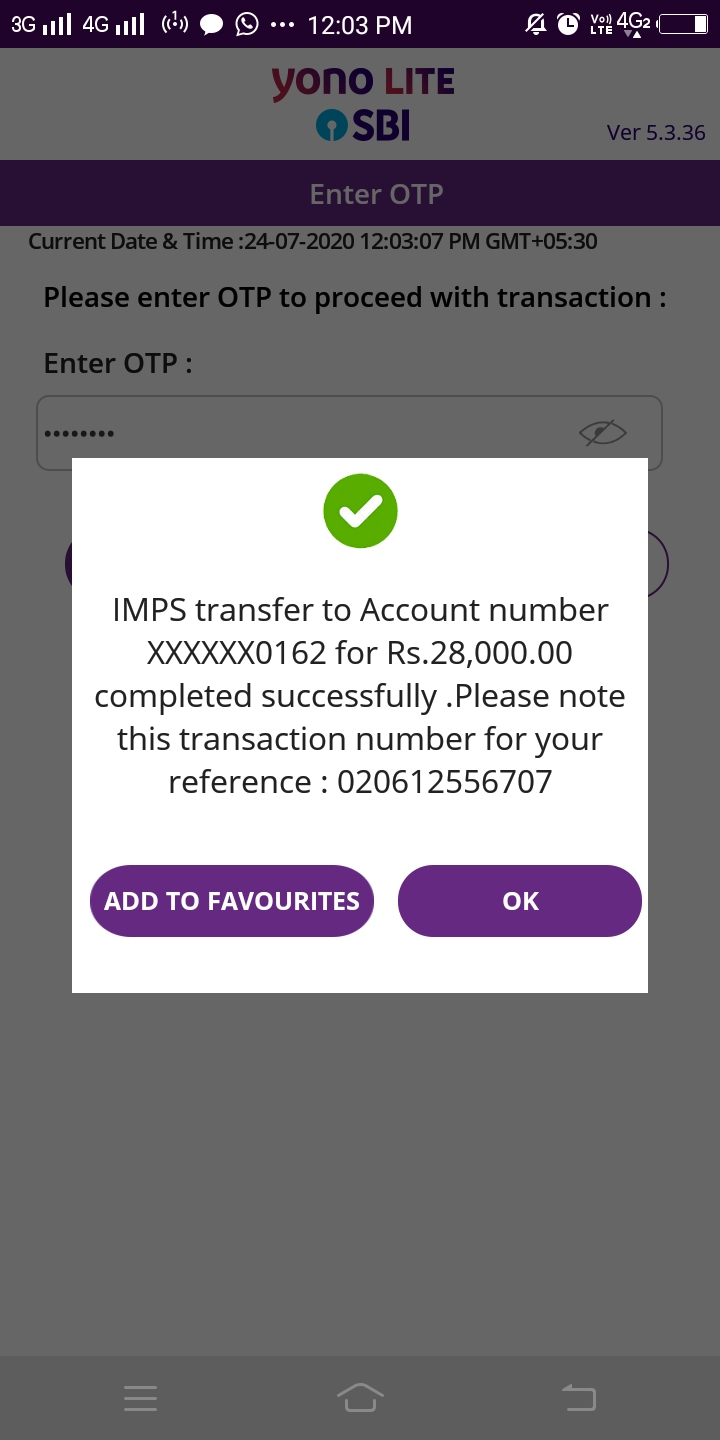 3G 4G 1 12:03 PM Vo)) LTE 4G2
yono LITE
SBI
Ver 5.3.36
Enter OTP
Current Date & Time :24-07-2020 12:03:07 PM GMT+05:30
Please enter OTP to proceed with transaction :
Enter OTP :
••••••••
IMPS transfer to Account number
XXXXXX0162 for Rs.28,000.00
completed successfully .Please note
this transaction number for your
reference : 020612556707
ADD TO FAVOURITES OK